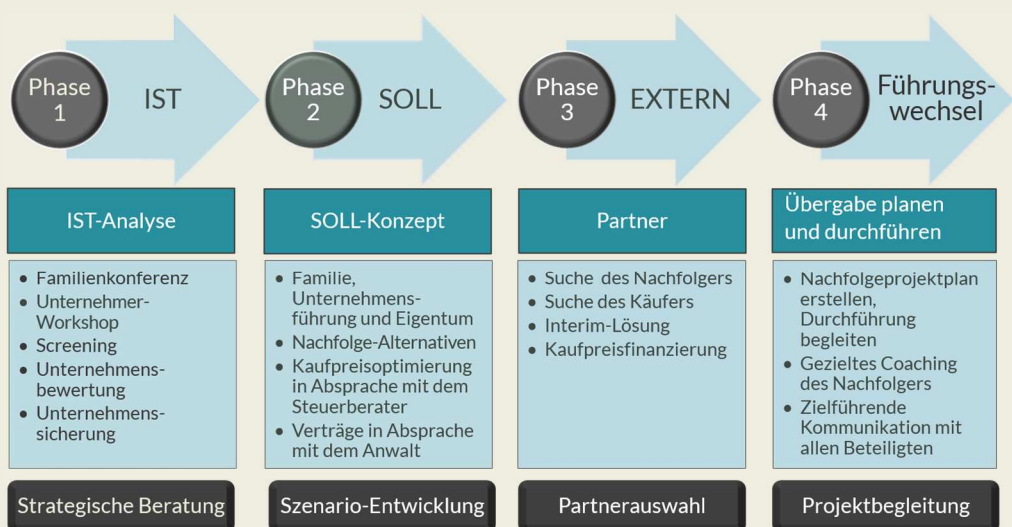 Phase
1
IST
Phase
2
SOLL
Phase
3
EXTERN
Phase
4
Führungs-
wechsel
IST-Analyse
SOLL-Konzept
Partner
Übergabe planen
und durchführen
• Familienkonferenz
• Unternehmer-
Workshop
• Screening
• Unternehmens-
bewertung
• Unternehmens-
sicherung
• Familie,
Unternehmens-
führung und Eigentum
• Nachfolge-Alternativen
• Kaufpreisoptimierung
in Absprache mit dem
Steuerberater
• Verträge in Absprache
mit dem Anwalt
• Suche des Nachfolgers
• Suche des Käufers
• Interim-Lösung
• Kaufpreisfinanzierung
• Nachfolgeprojektplan
erstellen,
Durchführung
begleiten
• Gezieltes Coaching
des Nachfolgers
• Zielführende
Kommunikation mit
allen Beteiligten
Strategische Beratung
Szenario-Entwicklung
Partnerauswahl
Projektbegleitung